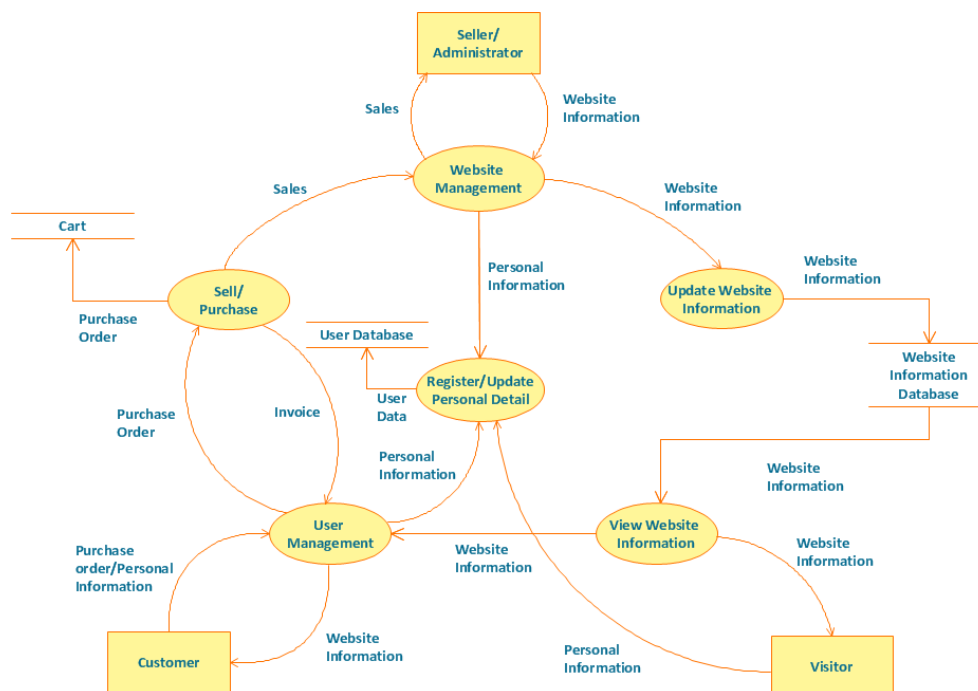 Seller/
Administrator
Sales
Website
Information
Website
Management
Sales
Website
Information
Cart
Personal
Information
Website
Information
Sell/
Purchase
Update Website
Information
Purchase
Order
User Database
Website
Information
Database
Register/Update
Personal Detail
User
Data
Purchase
Order
Invoice
Personal
Information
Website
Information
User
Management
View Website
Information
Purchase
order/Personal
Information
Website
Information
Website
Information
Website
Information
Personal
Information
Customer
Visitor